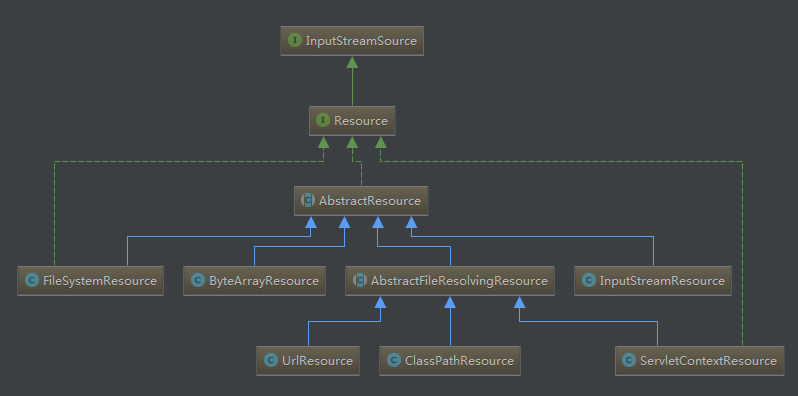 I InputStreamSource
I Resource
C AbstractResource
C FileSystemResource
C ByteArrayResource
C AbstractFileResolvingResource
C InputStreamResource
C UrlResource
C ClassPathResource
C ServletContextResource